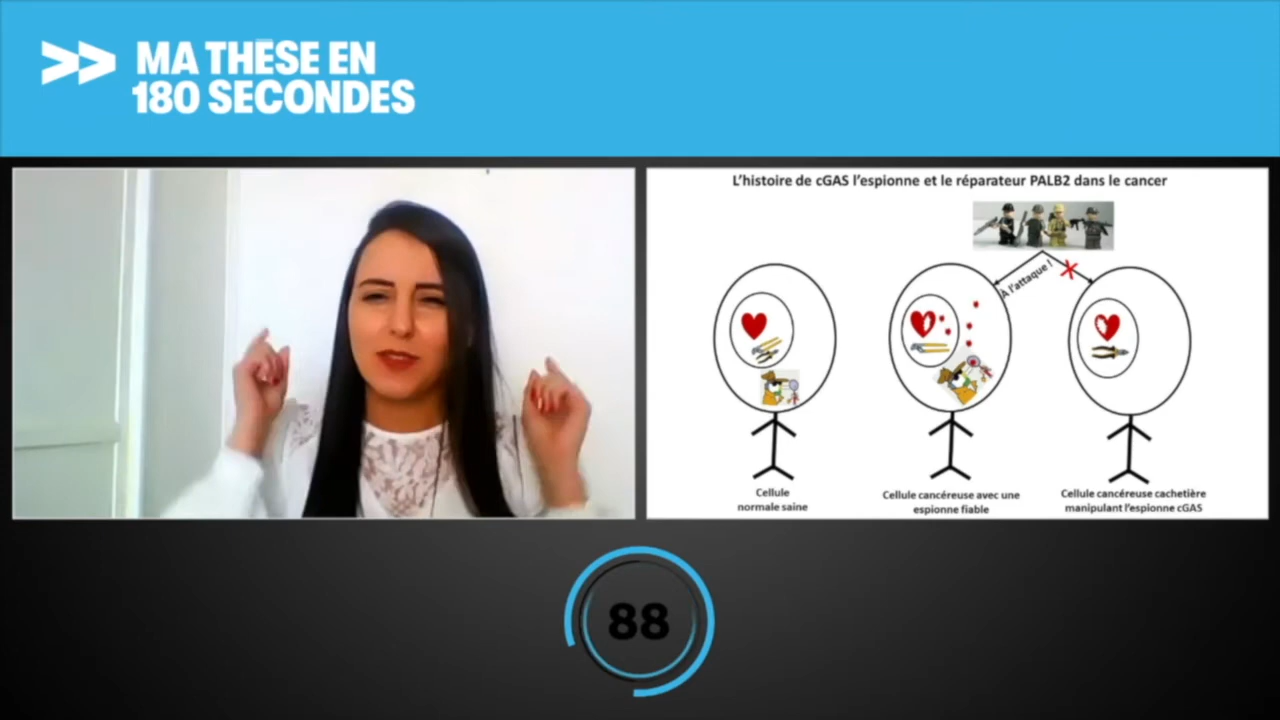 MA THÈSE EN
180 SECONDES
L'histoire de cGAS l'espionne et le réparateur PALB2 dans le cancer
À l'attaque !
Cellule
normale saine
Cellule cancéreuse avec une
espionne fiable
Cellule cancéreuse cachetière
manipulant l'espionne cGAS
88